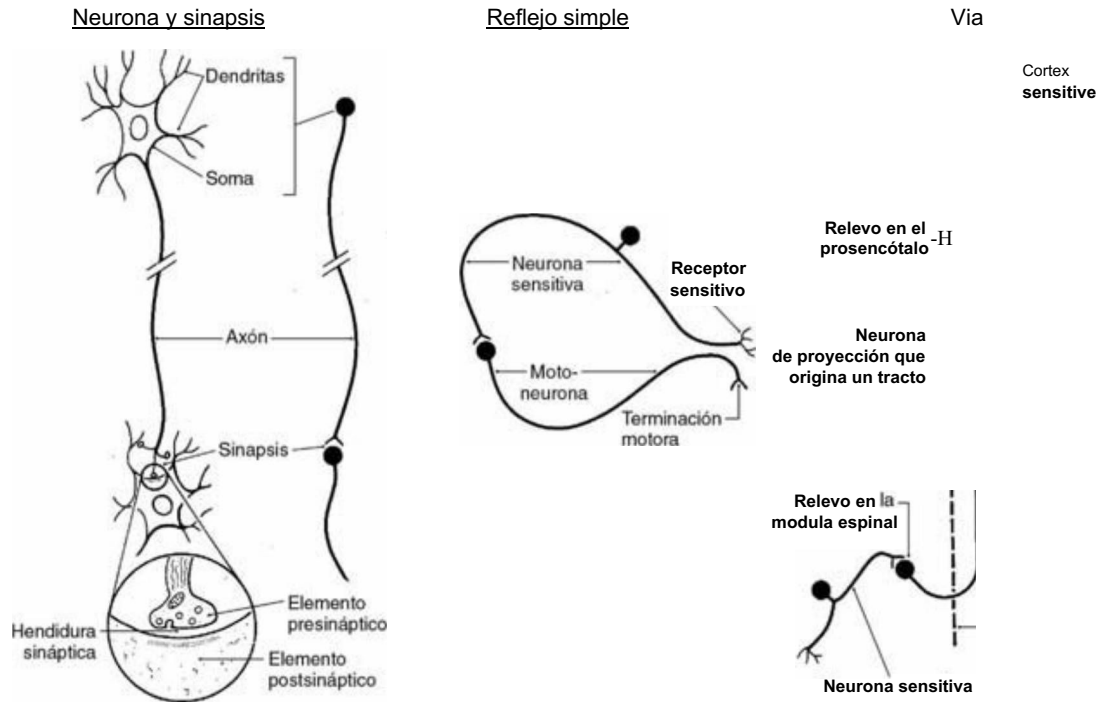 Neurona y sinapsis
Dendritas
Soma
Axón
Sinapsis
Elemento
presináptico
Hendidura
sináptica
Elemento
postsináptico
Reflejo simple
Neurona
sensitiva
Receptor
sensitivo
Moto-
neurona
Terminación
motora
Via
Cortex
sensitive
Relevo en el
prosencótalo -H
Neurona
de proyección que
origina un tracto
Relevo en la
modula espinal
Neurona sensitiva